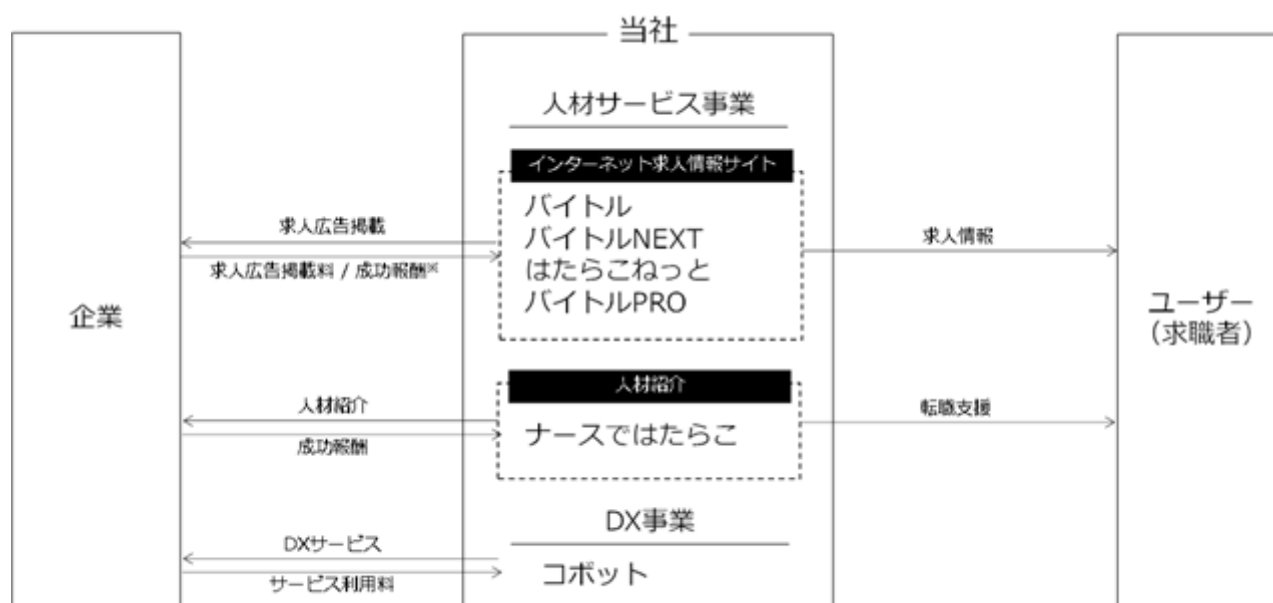 当社
人材サービス事業
インターネット求人情報サイト
バイトル
バイトルNEXT
はたらこねっと
バイトルPRO
求人広告掲載
求人広告掲載料 / 成功報酬※
求人情報
企業
ユーザー
(求職者)
人材紹介
ナースではたらこ
人材紹介
成功報酬
転職支援
DX事業
コボット
DXサービス
サービス利用料